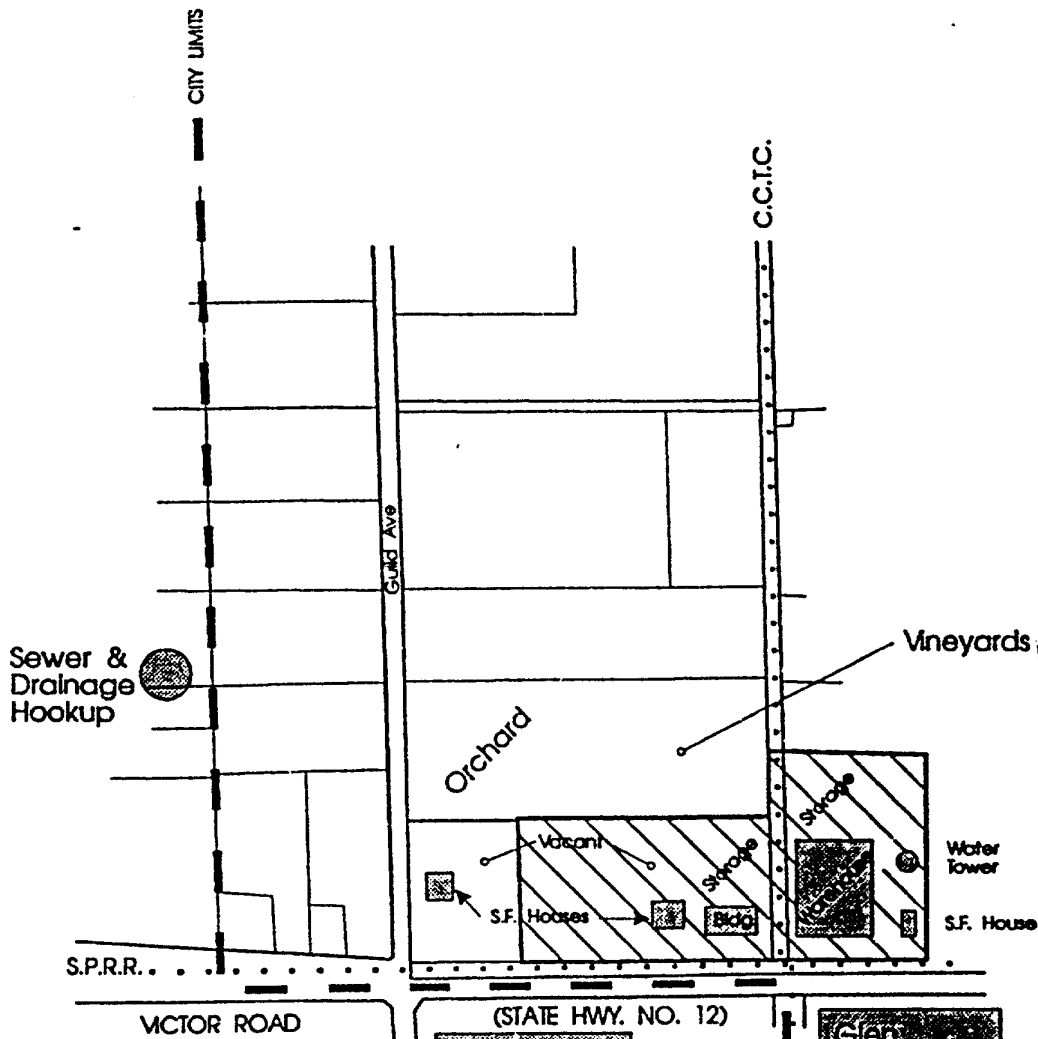 CITY LIMITS
C.C.T.C.
Guild Ave
Sewer &
Drainage
Hookup
Vineyards
Orchard
Storage
Vacant
Storage
Water
Tower
S.F. Houses
Bldg.
S.F. House
S.P.R.R.
VICTOR ROAD
(STATE HWY. NO. 12)
Glen